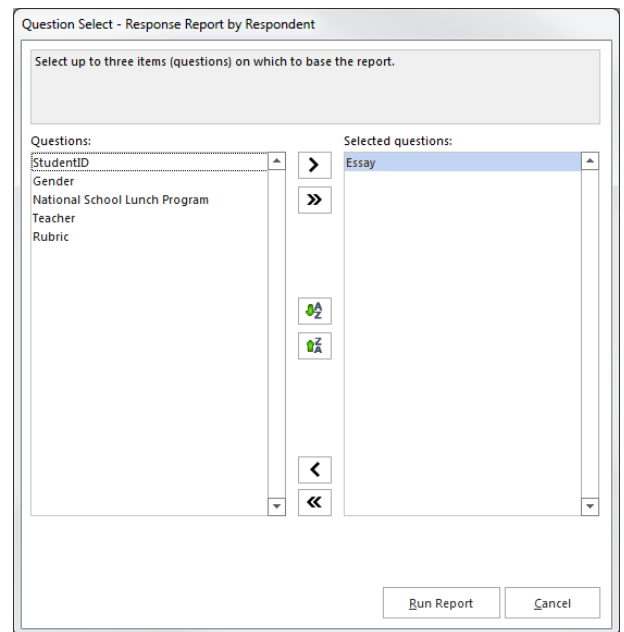 Question Select - Response Report by Respondent
Select up to three items (questions) on which to base the report.
Questions:
StudentID
Gender
National School Lunch Program
Teacher
Rubric
Selected questions:
Essay
Run Report
Cancel